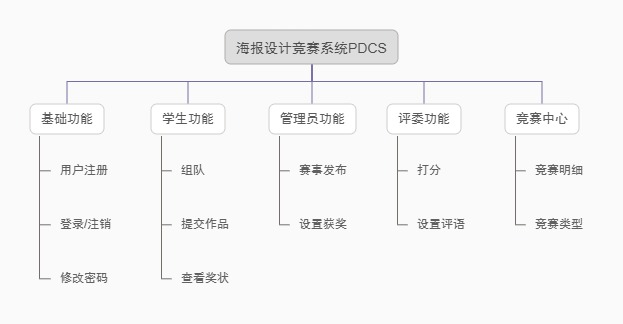 海报设计竞赛系统PDCS
基础功能
学生功能
管理员功能
评委功能
竞赛中心
用户注册
组队
赛事发布
打分
竞赛明细
登录/注销
提交作品
设置获奖
设置评语
竞赛类型
修改密码
查看奖状